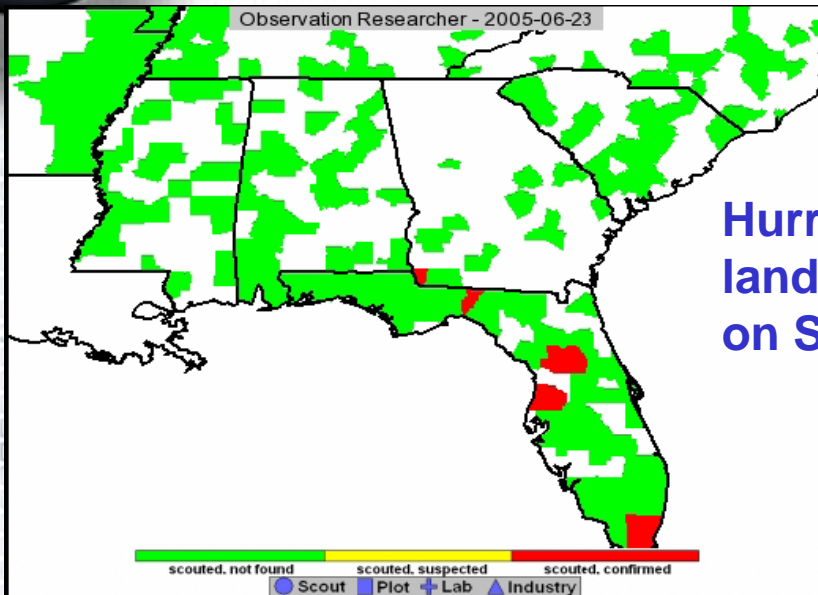 Observation Researcher - 2005-06-23
Hurr
land
on S
scouted, not found scouted, suspected scouted, confirmed
Scout Plot Lab Industry